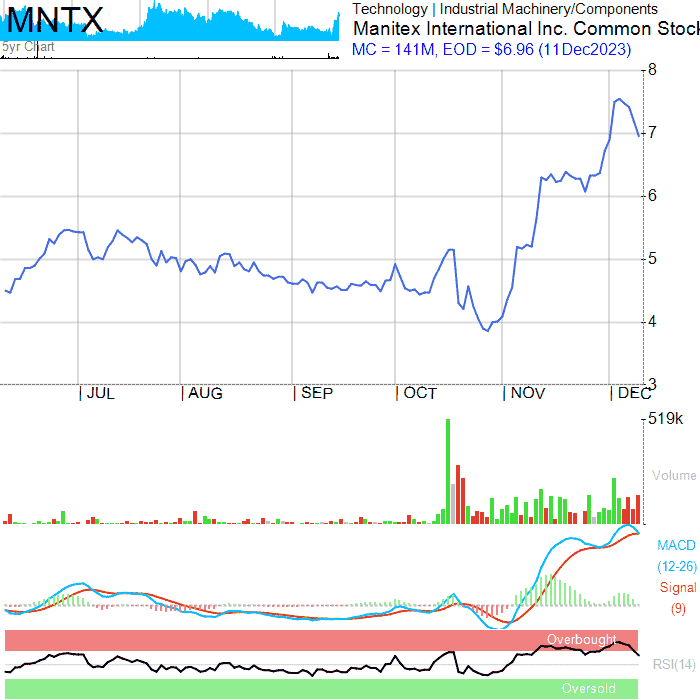 MNTX
5yr Chart
Technology | Industrial Machinery/Components
Manitex International Inc. Common Stock
MC = 141M, EOD = $6.96 (11Dec2023)
8
7
6
5
4
3
| JUL
| AUG
| SEP
| OCT
| NOV
| DEC
519k
Volume
MACD
(12-26)
Signal
(9)
Overbought
RSI(14)
Oversold